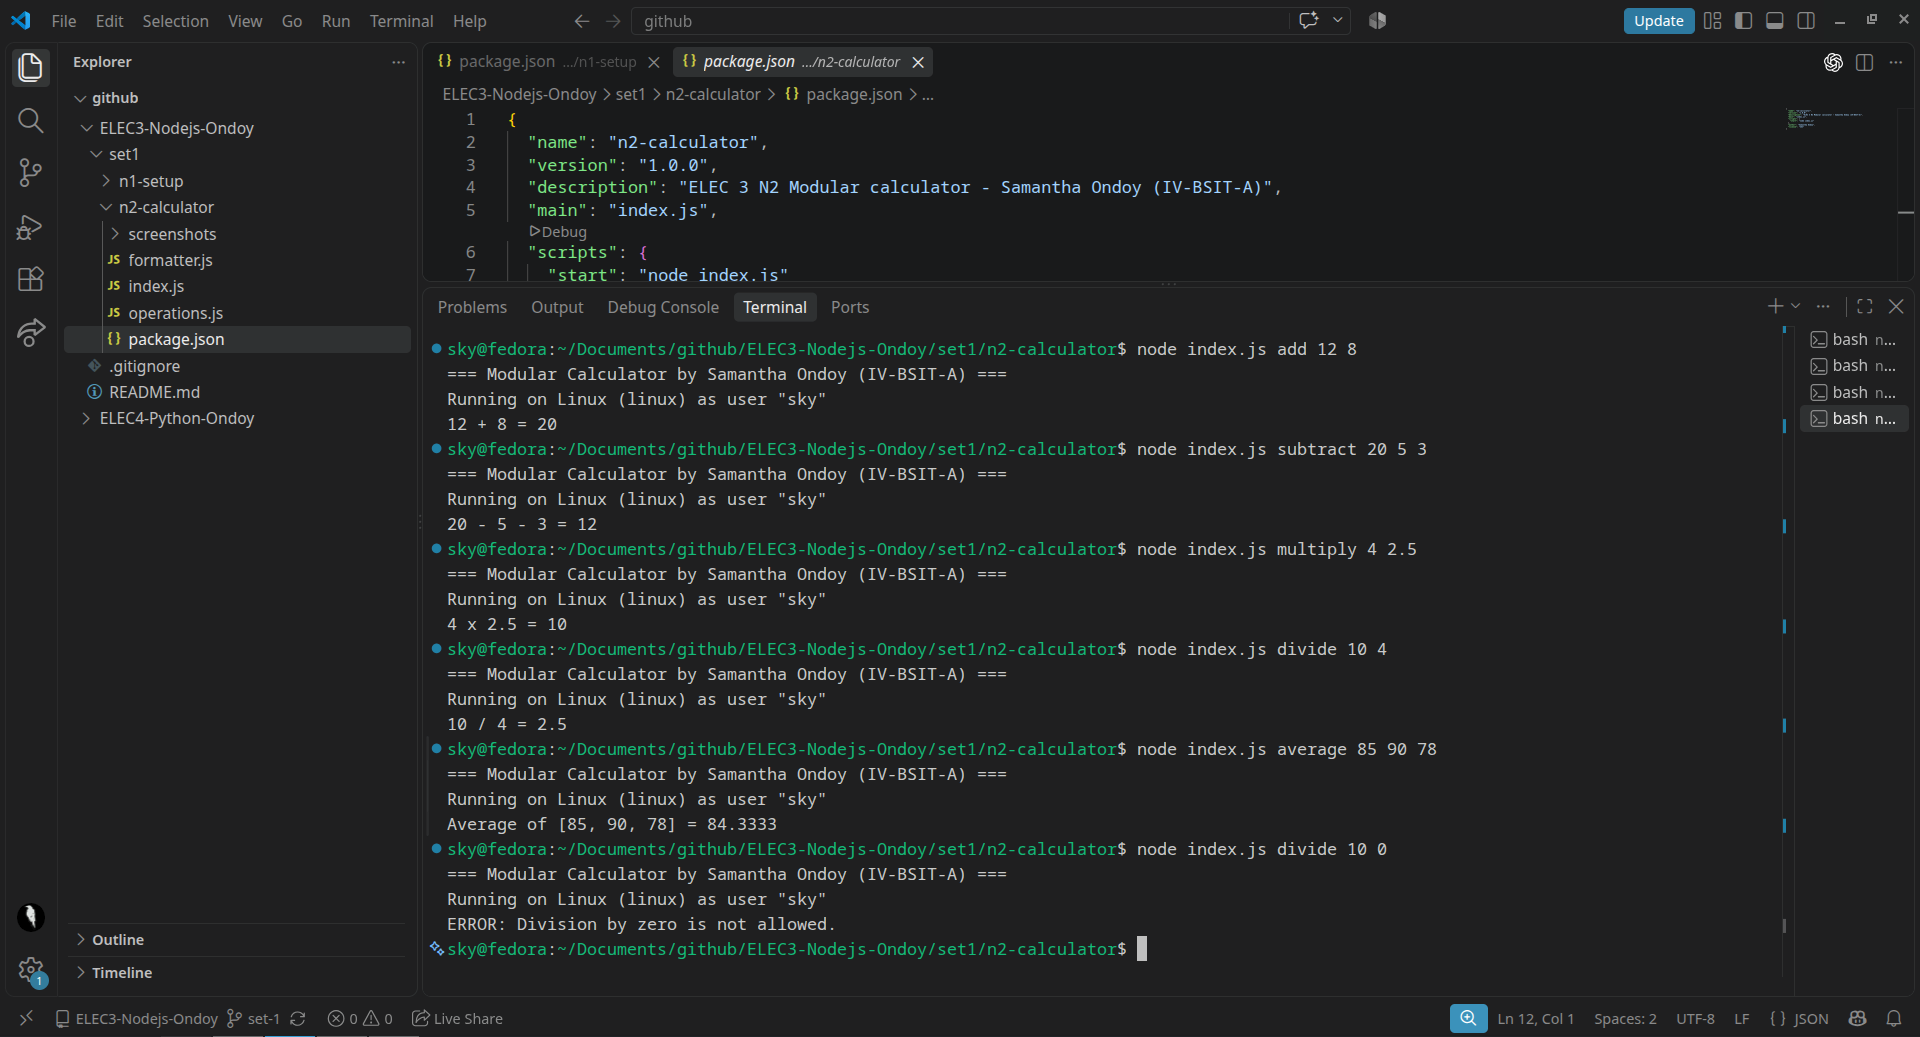 File Edit Selection View Go Run Terminal Help
github
Update
Explorer
github
ELEC3-Nodejs-Ondoy
set1
n1-setup
n2-calculator
screenshots
JS formatter.js
JS index.js
JS operations.js
{} package.json
.gitignore
README.md
ELEC4-Python-Ondoy
Outline
Timeline
1
{} package.json .../n1-setup
{} package.json .../n2-calculator
ELEC3-Nodejs-Ondoy > set1 > n2-calculator > {} package.json > ...
1 {
2 "name": "n2-calculator",
3 "version": "1.0.0",
4 "description": "ELEC 3 N2 Modular calculator - Samantha Ondoy (IV-BSIT-A)",
5 "main": "index.js",
Debug
6 "scripts": {
7 "start": "node index.js"
Problems Output Debug Console Terminal Ports
sky@fedora:~/Documents/github/ELEC3-Nodejs-Ondoy/set1/n2-calculator$ node index.js add 12 8
=== Modular Calculator by Samantha Ondoy (IV-BSIT-A) ===
Running on Linux (linux) as user "sky"
12 + 8 = 20
sky@fedora:~/Documents/github/ELEC3-Nodejs-Ondoy/set1/n2-calculator$ node index.js subtract 20 5 3
=== Modular Calculator by Samantha Ondoy (IV-BSIT-A) ===
Running on Linux (linux) as user "sky"
20 - 5 - 3 = 12
sky@fedora:~/Documents/github/ELEC3-Nodejs-Ondoy/set1/n2-calculator$ node index.js multiply 4 2.5
=== Modular Calculator by Samantha Ondoy (IV-BSIT-A) ===
Running on Linux (linux) as user "sky"
4 x 2.5 = 10
sky@fedora:~/Documents/github/ELEC3-Nodejs-Ondoy/set1/n2-calculator$ node index.js divide 10 4
=== Modular Calculator by Samantha Ondoy (IV-BSIT-A) ===
Running on Linux (linux) as user "sky"
10 / 4 = 2.5
sky@fedora:~/Documents/github/ELEC3-Nodejs-Ondoy/set1/n2-calculator$ node index.js average 85 90 78
=== Modular Calculator by Samantha Ondoy (IV-BSIT-A) ===
Running on Linux (linux) as user "sky"
Average of [85, 90, 78] = 84.3333
sky@fedora:~/Documents/github/ELEC3-Nodejs-Ondoy/set1/n2-calculator$ node index.js divide 10 0
=== Modular Calculator by Samantha Ondoy (IV-BSIT-A) ===
Running on Linux (linux) as user "sky"
ERROR: Division by zero is not allowed.
sky@fedora:~/Documents/github/ELEC3-Nodejs-Ondoy/set1/n2-calculator$
bash n...
bash n...
bash n...
bash n...
ELEC3-Nodejs-Ondoy set-1 0 0 Live Share
Ln 12, Col 1 Spaces: 2 UTF-8 LF {} JSON